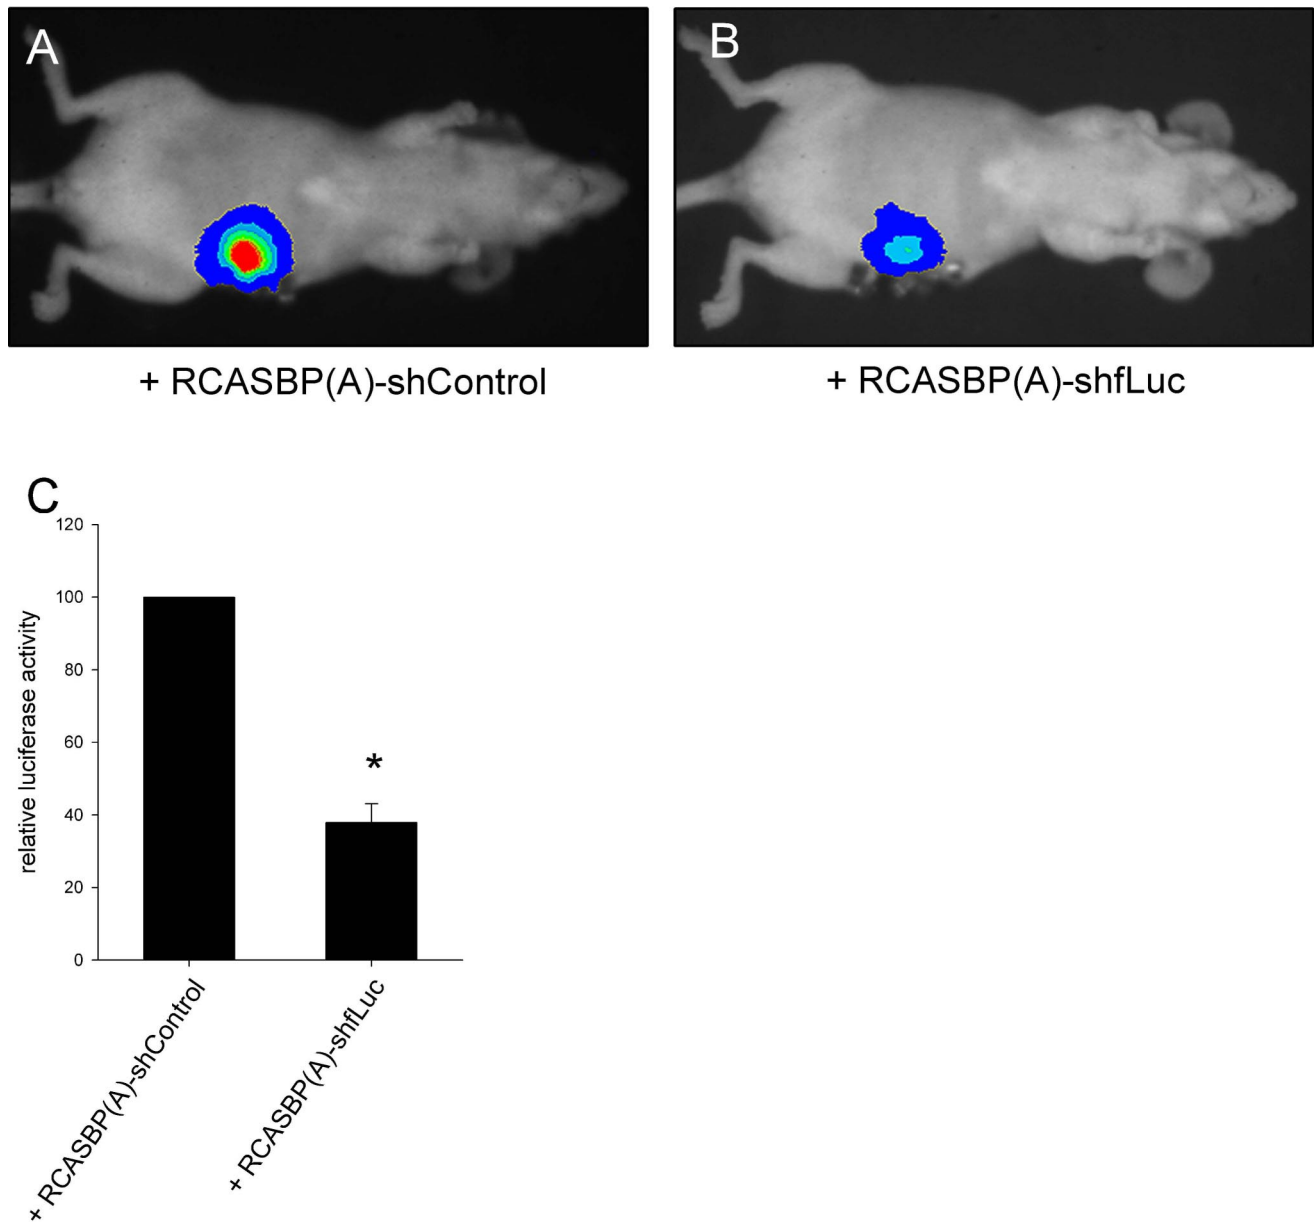 A
B
+ RCASBP(A)-shControl
+ RCASBP(A)-shfLuc
C
120
100
80
60
40
20
0
relative luciferase activity
*
+ RCASBP(A)-shControl
+ RCASBP(A)-shfLuc